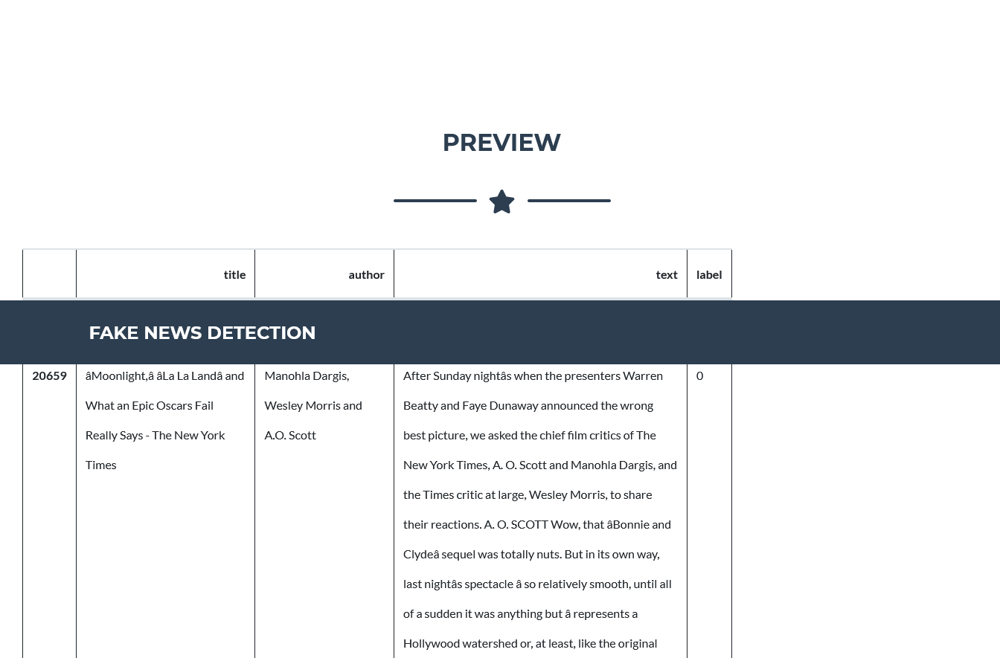 PREVIEW
title author text label
FAKE NEWS DETECTION
20659 âMoonlight,â âLa La Landâ and Manohla Dargis, After Sunday nightâs when the presenters Warren 0
What an Epic Oscars Fail Wesley Morris and Beatty and Faye Dunaway announced the wrong
Really Says - The New York A.O. Scott best picture, we asked the chief film critics of The
Times New York Times, A. O. Scott and Manohla Dargis, and
the Times critic at large, Wesley Morris, to share
their reactions. A. O. SCOTT Wow, that âBonnie and
Clydeâ sequel was totally nuts. But in its own way,
last nightâs spectacle â so relatively smooth, until all
of a sudden it was anything but â represents a
Hollywood watershed or, at least, like the original